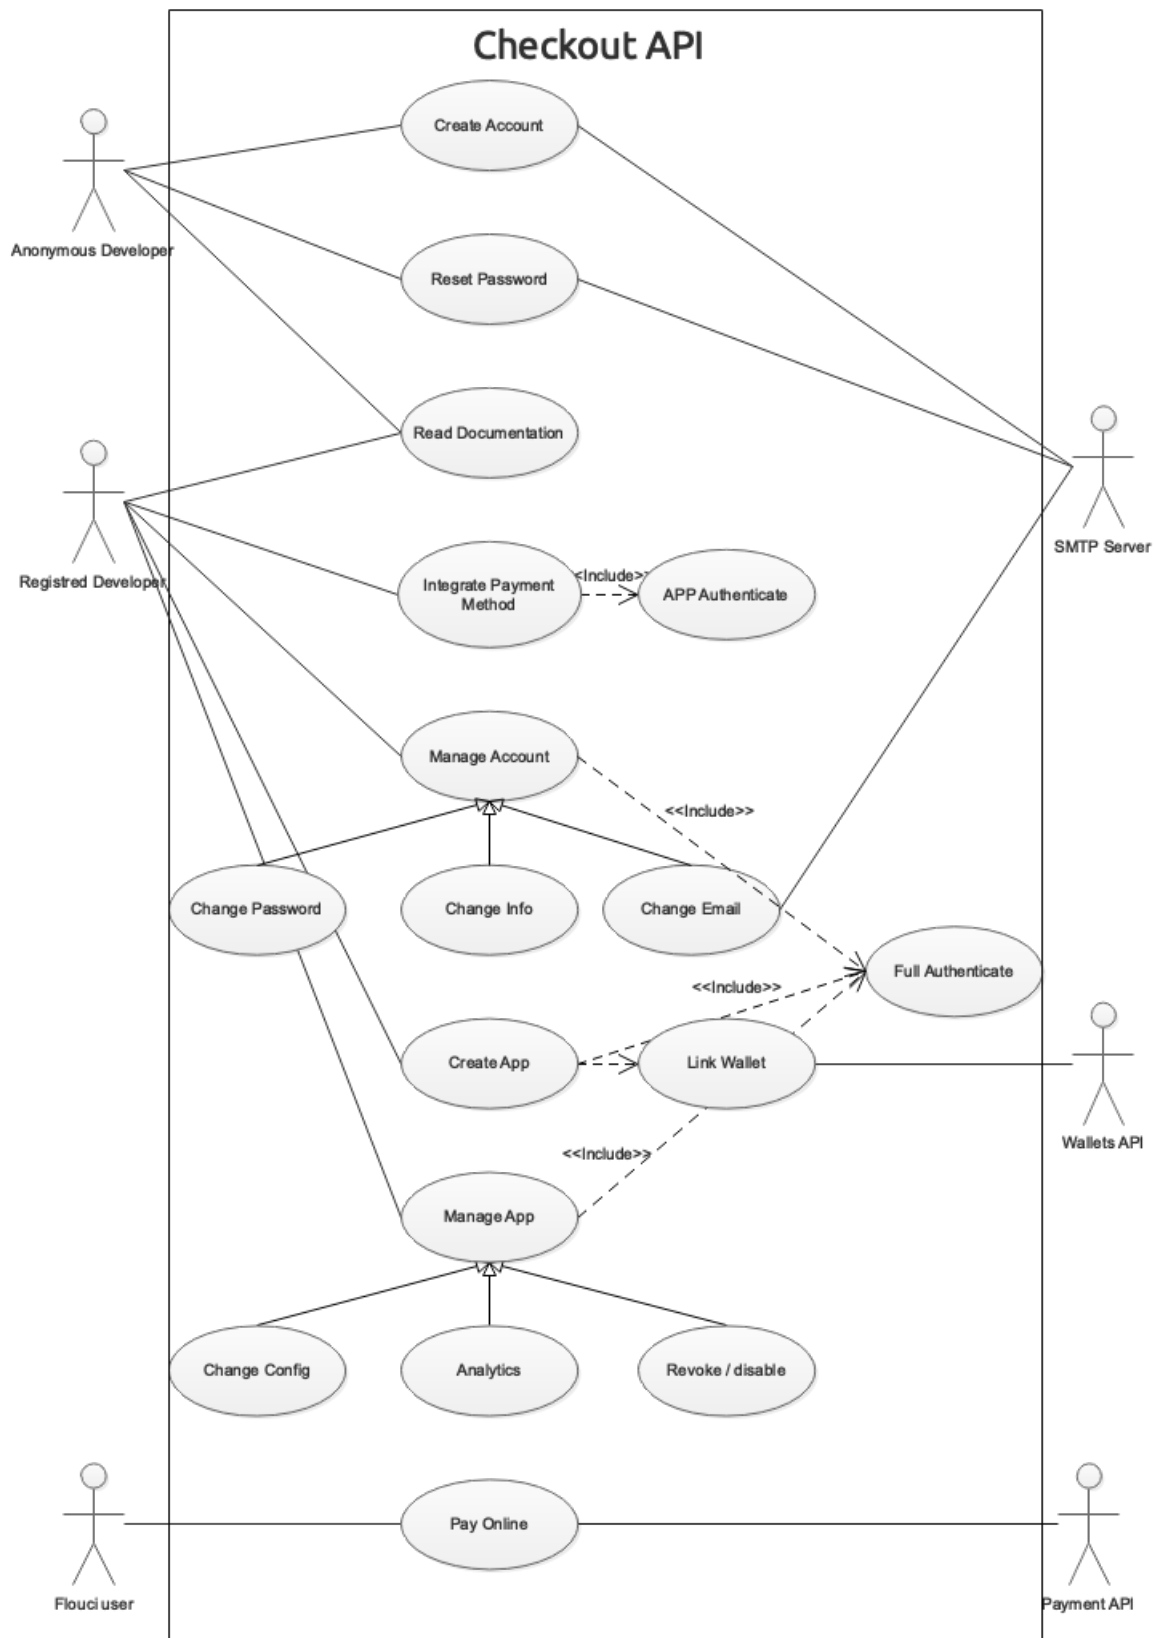 Checkout API
Create Account
Anonymous Developer
Reset Password
Read Documentation
SMTP Server
Registred Developer
Integrate Payment
Method
<Include>>
APP Authenticate
Manage Account
<<Include>>
Change Password
Change Info
Change Email
Full Authenticate
<<Include>>
Create App
Link Wallet
Wallets API
<<Include>>
Manage App
Change Config
Analytics
Revoke / disable
Pay Online
Flouci user
Payment API